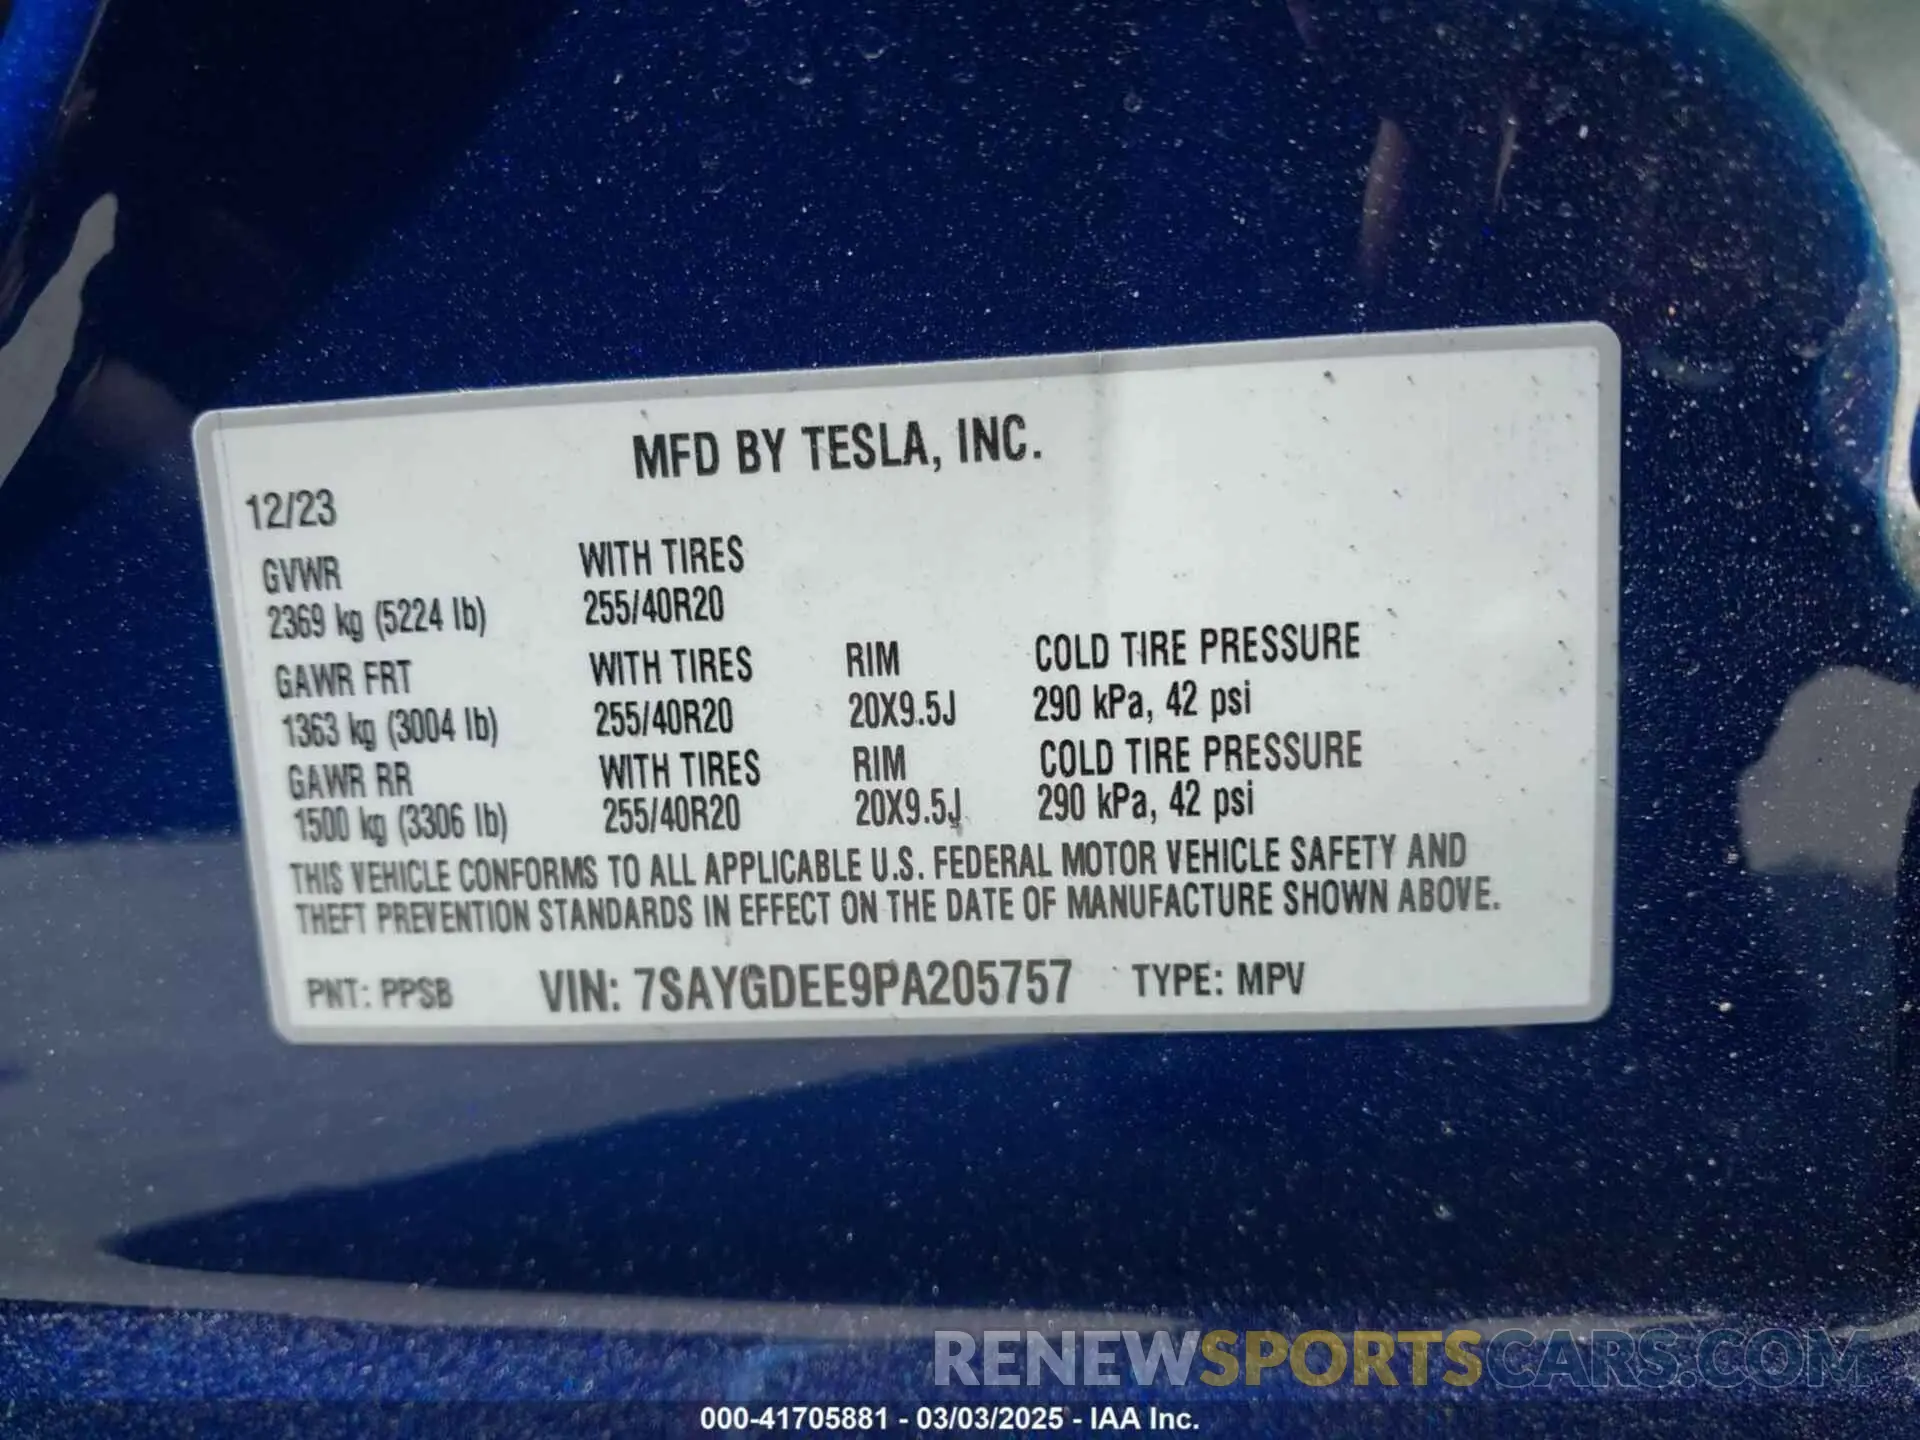 MFD BY TESLA, INC.
12/23
GVWR WITH TIRES
2369 kg (5224 lb) 255/40R20
GAWR FRT WITH TIRES RIM COLD TIRE PRESSURE
1363 kg (3004 lb) 255/40R20 20X9.5J 290 kPa, 42 psi
GAWR RR WITH TIRES RIM COLD TIRE PRESSURE
1500 kg (3306 lb) 255/40R20 20X9.5J 290 kPa, 42 psi
THIS VEHICLE CONFORMS TO ALL APPLICABLE U.S. FEDERAL MOTOR VEHICLE SAFETY AND
THEFT PREVENTION STANDARDS IN EFFECT ON THE DATE OF MANUFACTURE SHOWN ABOVE.
PNT: PPSB VIN: 7SAYGDEE9PA205757 TYPE: MPV
RENEWSPORTSCARS.COM
000-41705881 - 03/03/2025 - IAA Inc.